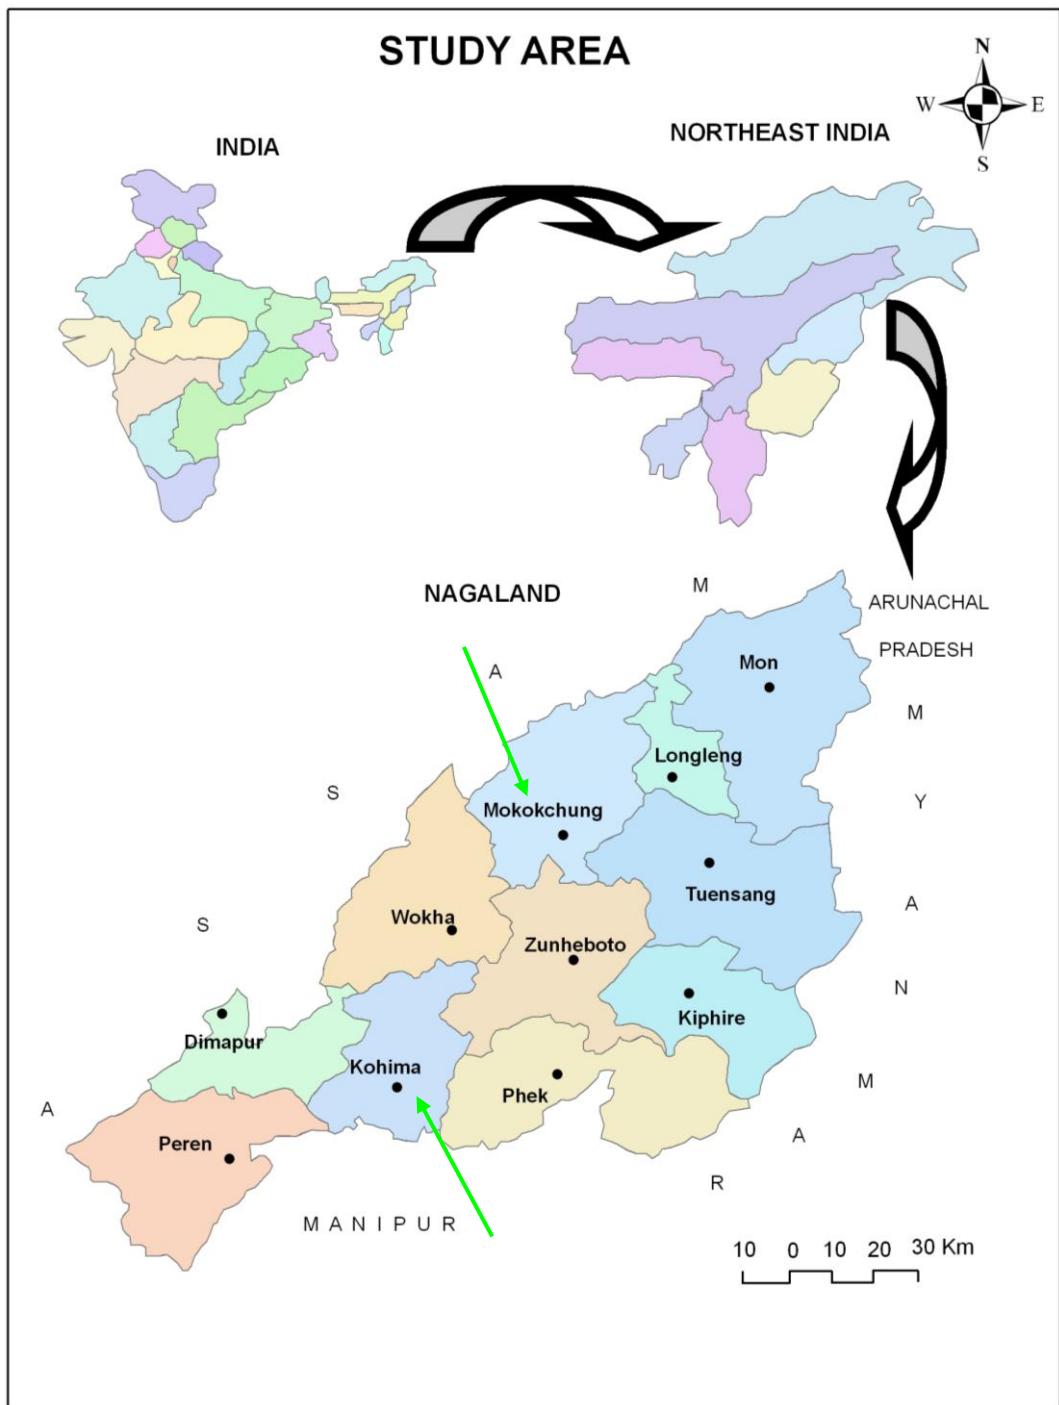 STUDY AREA
N
W E
S
INDIA
NORTHEAST INDIA
NAGALAND
ARUNACHAL
PRADESH
A S S A M
M Y A N M A R
Mon
Longleng
Mokokchung
Tuensang
Wokha
Zunheboto
Kiphire
Dimapur
Kohima
Phek
Peren
M A N I P U R
10 0 10 20 30 Km